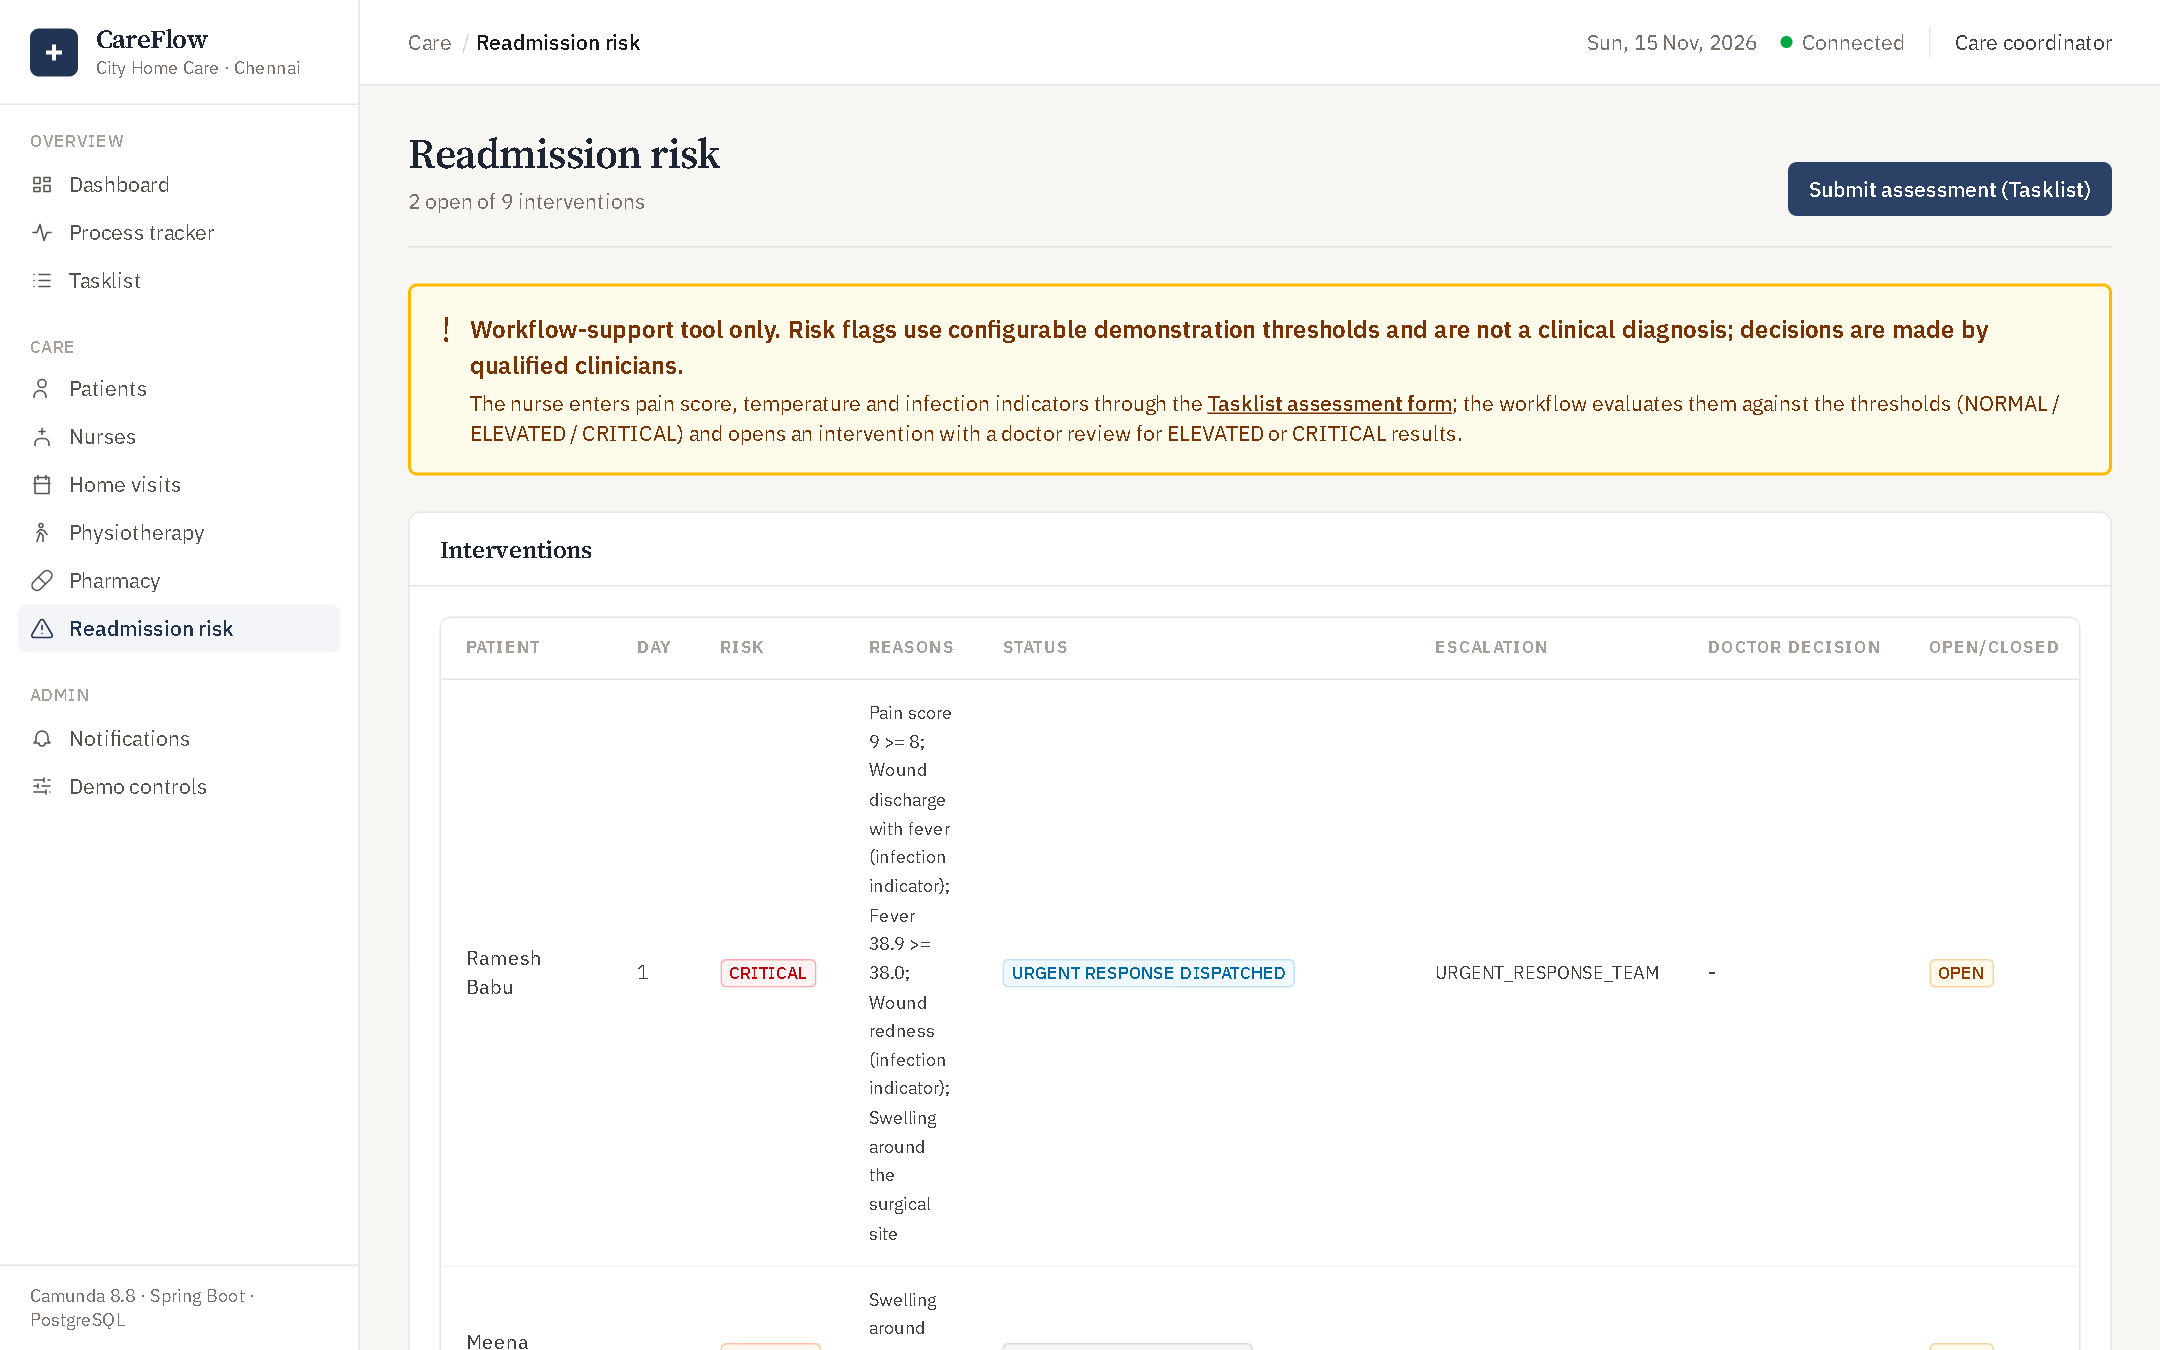 CareFlow
City Home Care · Chennai
OVERVIEW
Dashboard
Process tracker
Tasklist
CARE
Patients
Nurses
Home visits
Physiotherapy
Pharmacy
Readmission risk
ADMIN
Notifications
Demo controls
Camunda 8.8 · Spring Boot ·
PostgreSQL
Care / Readmission risk
Sun, 15 Nov, 2026
Connected
Care coordinator
Readmission risk
2 open of 9 interventions
Submit assessment (Tasklist)
! Workflow-support tool only. Risk flags use configurable demonstration thresholds and are not a clinical diagnosis; decisions are made by
qualified clinicians.
The nurse enters pain score, temperature and infection indicators through the Tasklist assessment form; the workflow evaluates them against the thresholds (NORMAL /
ELEVATED / CRITICAL) and opens an intervention with a doctor review for ELEVATED or CRITICAL results.
Interventions
PATIENT DAY RISK REASONS STATUS ESCALATION DOCTOR DECISION OPEN/CLOSED
Ramesh
Babu
1
CRITICAL
Pain score
9 >= 8;
Wound
discharge
with fever
(infection
indicator);
Fever
38.9 >=
38.0;
Wound
redness
(infection
indicator);
Swelling
around
the
surgical
site
URGENT RESPONSE DISPATCHED
URGENT_RESPONSE_TEAM
-
OPEN
Meena
Swelling
around